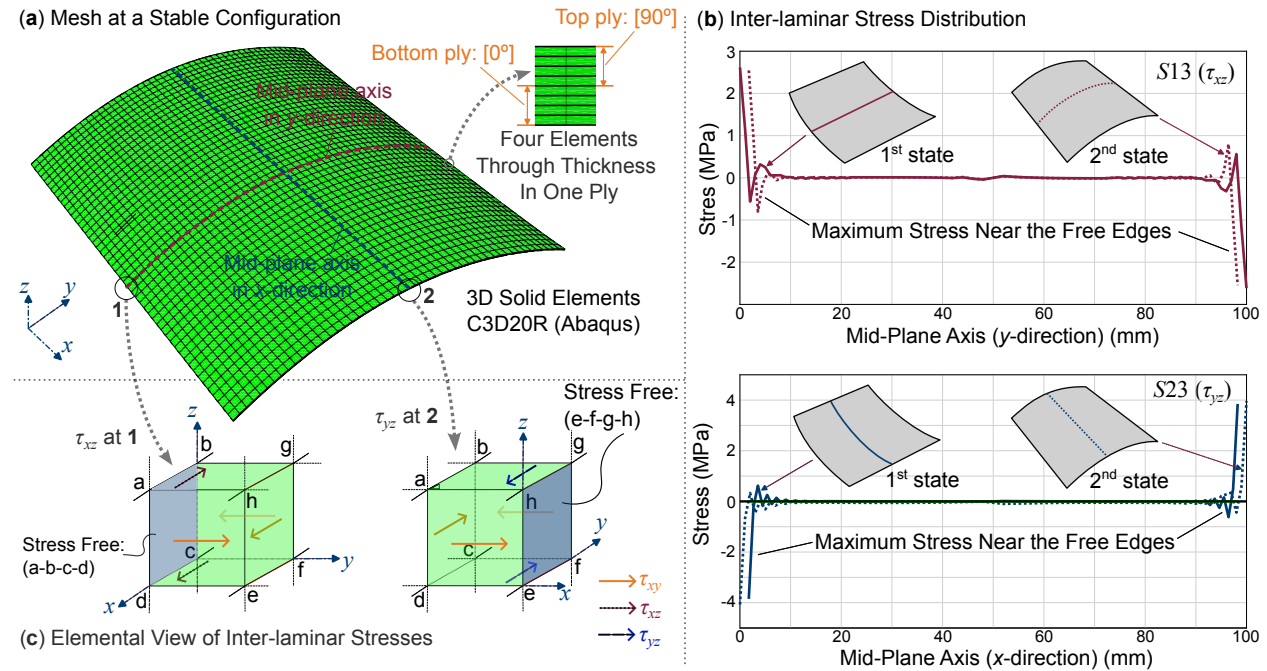 (a) Mesh at a Stable Configuration
Top ply: [90º]
Bottom ply: [0º]
Mid-plane axis
in y-direction
Four Elements
Through Thickness
In One Ply
Mid-plane axis
in x-direction
1
2
3D Solid Elements
C3D20R (Abaqus)
z
y
x
τxz at 1
τyz at 2
Stress Free:
(e-f-g-h)
z
b
g
a
h
Stress Free:
(a-b-c-d)
c
y
f
x
d
e
z
b
g
a
h
y
c
f
d
e
x
τxy
τxz
τyz
(c) Elemental View of Inter-laminar Stresses
(b) Inter-laminar Stress Distribution
S13 (τxz)
3
2
1
0
-1
-2
Stres (MPa)
1st state
2nd state
Maximum Stress Near the Free Edges
0
20
40
60
80
100
Mid-Plane Axis (y-direction) (mm)
S23 (τyz)
4
2
0
-2
-4
Stress (MPa)
1st state
2nd state
Maximum Stress Near the Free Edges
0
20
40
60
80
100
Mid-Plane Axis (x-direction) (mm)